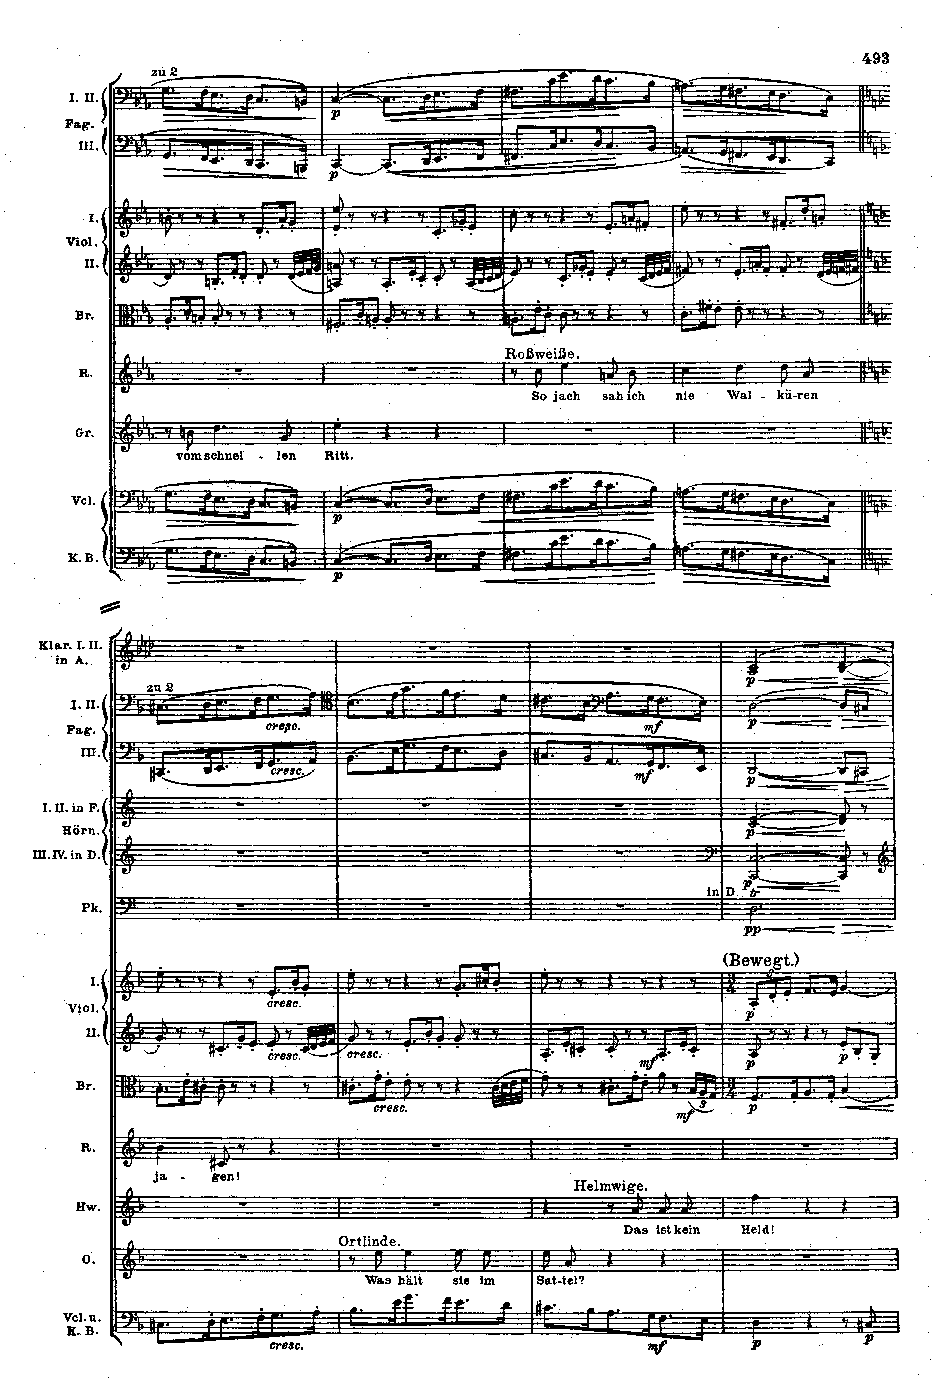 493
zu 2
I. II.
Fag.
III.
p
p
I.
Viol.
II.
Br.
Roßweiße.
R.
So jach sah ich nie Wal - kü-ren
Gr.
vom schnel - len Ritt.
Vcl.
p
K. B.
p
Klar. I. II.
in A.
p
zu 2
I. II.
cresc.
mf
p
Fag.
III.
cresc.
mf
p
I. II. in F.
p
Hörn.
III. IV. in D.
p
in D.
tr
Pk.
pp
(Bewegt.)
I.
cresc.
p
Viol.
II.
cresc.
cresc.
mf
p
p
Br.
cresc.
mf
3
p
R.
ja - gen!
Helmwige.
Hw.
Das ist kein Held!
Ortlinde.
O.
Was hält sie im Sat-tel?
Vcl. u.
K. B.
cresc.
mf
p
p